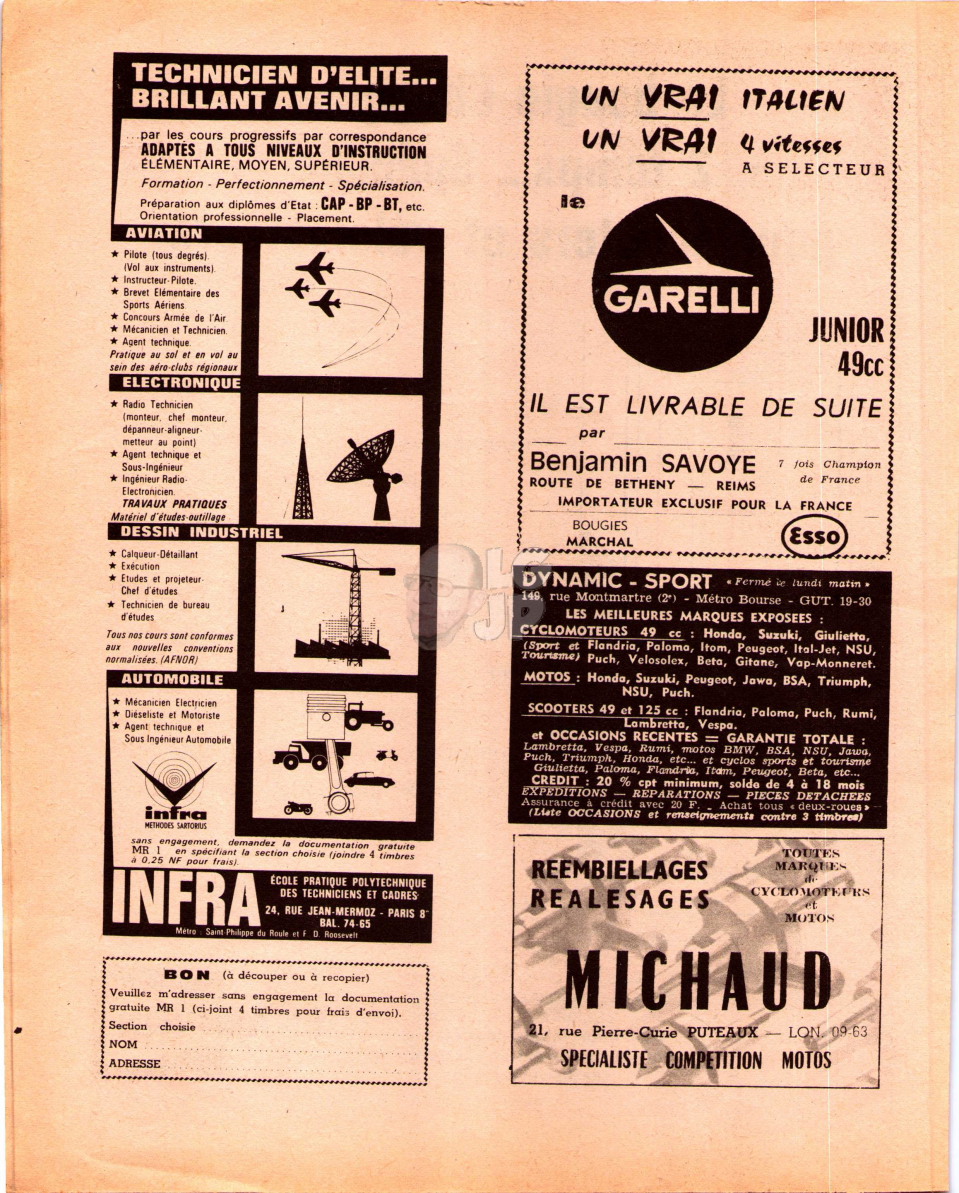 TECHNICIEN D'ELITE...
BRILLANT AVENIR...
...par les cours progressifs par correspondance
ADAPTÉS A TOUS NIVEAUX D'INSTRUCTION
ÉLÉMENTAIRE, MOYEN, SUPÉRIEUR.
Formation - Perfectionnement - Spécialisation.
Préparation aux diplômes d'Etat : CAP - BP - BT, etc.
Orientation professionnelle - Placement.
AVIATION
★ Pilote (tous degrés).
(Vol aux instruments).
★ Instructeur-Pilote.
★ Brevet Elémentaire des
Sports Aériens
★ Concours Armée de l'Air
★ Mécanicien et Technicien.
★ Agent technique.
Pratique au sol et en vol au
sein des aéro-clubs régionaux
ELECTRONIQUE
★ Radio Technicien
(monteur, chef monteur,
dépanneur-aligneur-
metteur au point)
★ Agent technique et
Sous-Ingénieur
★ Ingénieur Radio-
Electronicien.
TRAVAUX PRATIQUES
Matériel d'études-outillage
DESSIN INDUSTRIEL
★ Calqueur-Détaillant
★ Exécution
★ Etudes et projeteur-
Chef d'études
★ Technicien de bureau
d'études
Tous nos cours sont conformes
aux nouvelles conventions
normalisées. (AFNOR)
AUTOMOBILE
★ Mécanicien Electricien
★ Diéseliste et Motoriste
★ Agent technique et
Sous Ingénieur Automobile
infra
METHODES SARTORIUS
sans engagement, demandez la documentation gratuite
MR 1 en spécifiant la section choisie (joindre 4 timbres
à 0,25 NF pour frais).
INFRA
ÉCOLE PRATIQUE POLYTECHNIQUE
DES TECHNICIENS ET CADRES
24, RUE JEAN-MERMOZ - PARIS 8e
BAL. 74-65
Métro : Saint-Philippe du Roule et F. D. Roosevelt
BON (à découper ou à recopier)
Veuillez m'adresser sans engagement la documentation
gratuite MR 1 (ci-joint 4 timbres pour frais d'envoi).
Section choisie
NOM
ADRESSE
UN VRAI ITALIEN
UN VRAI 4 vitesses
A SELECTEUR
le
GARELLI
JUNIOR
49cc
IL EST LIVRABLE DE SUITE
par
Benjamin SAVOYE 7 fois Champion
de France
ROUTE DE BETHENY — REIMS
IMPORTATEUR EXCLUSIF POUR LA FRANCE
BOUGIES
MARCHAL
Esso
LC
JP
DYNAMIC - SPORT « Fermé le lundi matin »
149, rue Montmartre (2e) - Métro Bourse - GUT. 19-30
LES MEILLEURES MARQUES EXPOSEES :
CYCLOMOTEURS 49 cc : Honda, Suzuki, Giulietta,
(Sport et Flandria, Paloma, Itom, Peugeot, Ital-Jet, NSU,
Tourisme) Puch, Velosolex, Beta, Gitane, Vap-Monneret.
MOTOS : Honda, Suzuki, Peugeot, Jawa, BSA, Triumph,
NSU, Puch.
SCOOTERS 49 et 125 cc : Flandria, Paloma, Puch, Rumi,
Lambretta, Vespa.
et OCCASIONS RECENTES = GARANTIE TOTALE :
Lambretta, Vespa, Rumi, motos BMW, BSA, NSU, Jawa,
Puch, Triumph, Honda, etc... et cyclos sports et tourisme
Giulietta, Paloma, Flandria, Itom, Peugeot, Beta, etc...
CREDIT : 20 % cpt minimum, solde de 4 à 18 mois
EXPEDITIONS - REPARATIONS - PIECES DETACHEES
Assurance à crédit avec 20 F. - Achat tous « deux-roues »
(Liste OCCASIONS et renseignements contre 3 timbres)
REEMBIELLAGES
REALESAGES
TOUTES
MARQUES
de
CYCLOMOTEURS
et
MOTOS
MICHAUD
21, rue Pierre-Curie PUTEAUX — LON. 09-63
SPECIALISTE COMPETITION MOTOS